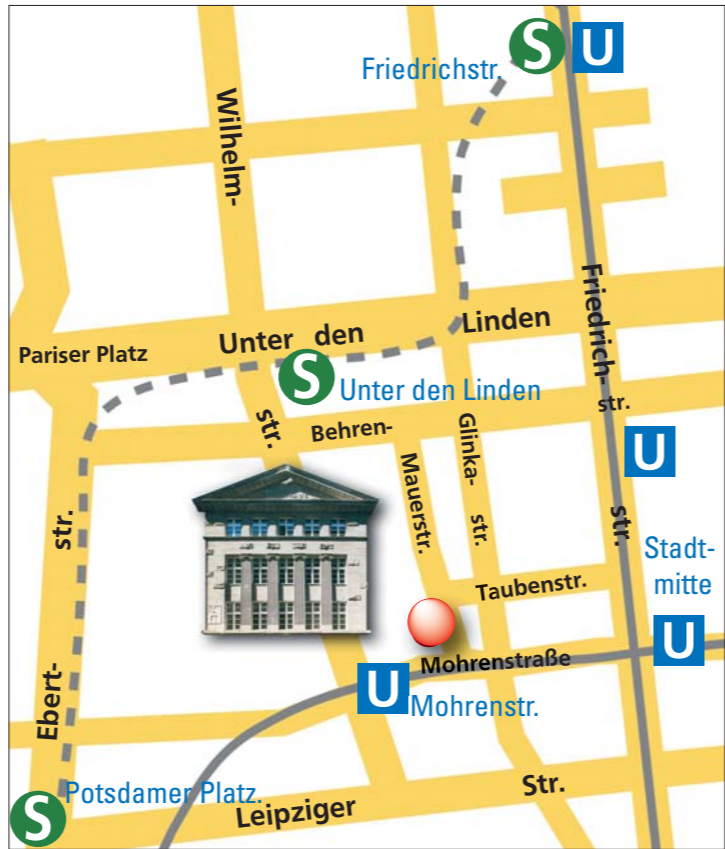 S U
Friedrichstr.
Wilhelm-
Friedrich-
Unter den Linden
Pariser Platz
S Unter den Linden
str.
Behren-
str.
Glinka-
Mauerstr.
U
str.
str.
str.
Stadt-
mitte
Taubenstr.
U
Mohrenstraße
U Mohrenstr.
Ebert-
Potsdamer Platz.
S
Leipziger Str.